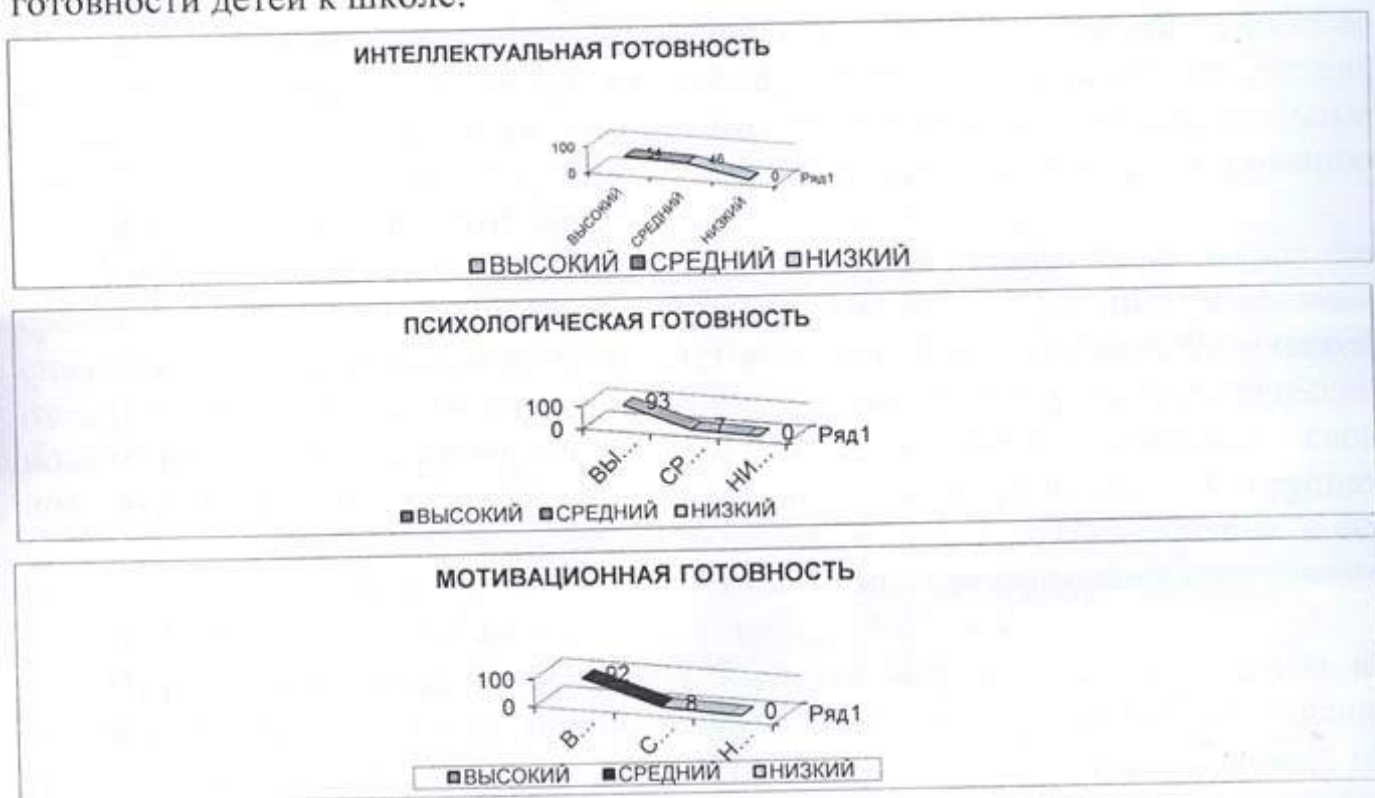 готовности детей к школе.
ИНТЕЛЛЕКТУАЛЬНАЯ ГОТОВНОСТЬ
100
54 46
0 0 Ряд1
ВЫСОКИЙ СРЕДНИЙ НИЗКИЙ
ВЫСОКИЙ СРЕДНИЙ НИЗКИЙ
ПСИХОЛОГИЧЕСКАЯ ГОТОВНОСТЬ
93
100
0 7 0 Ряд1
ВЫ... СР... НИ...
ВЫСОКИЙ СРЕДНИЙ НИЗКИЙ
МОТИВАЦИОННАЯ ГОТОВНОСТЬ
92
100
0 8 0 Ряд1
В... С... Н...
ВЫСОКИЙ СРЕДНИЙ НИЗКИЙ